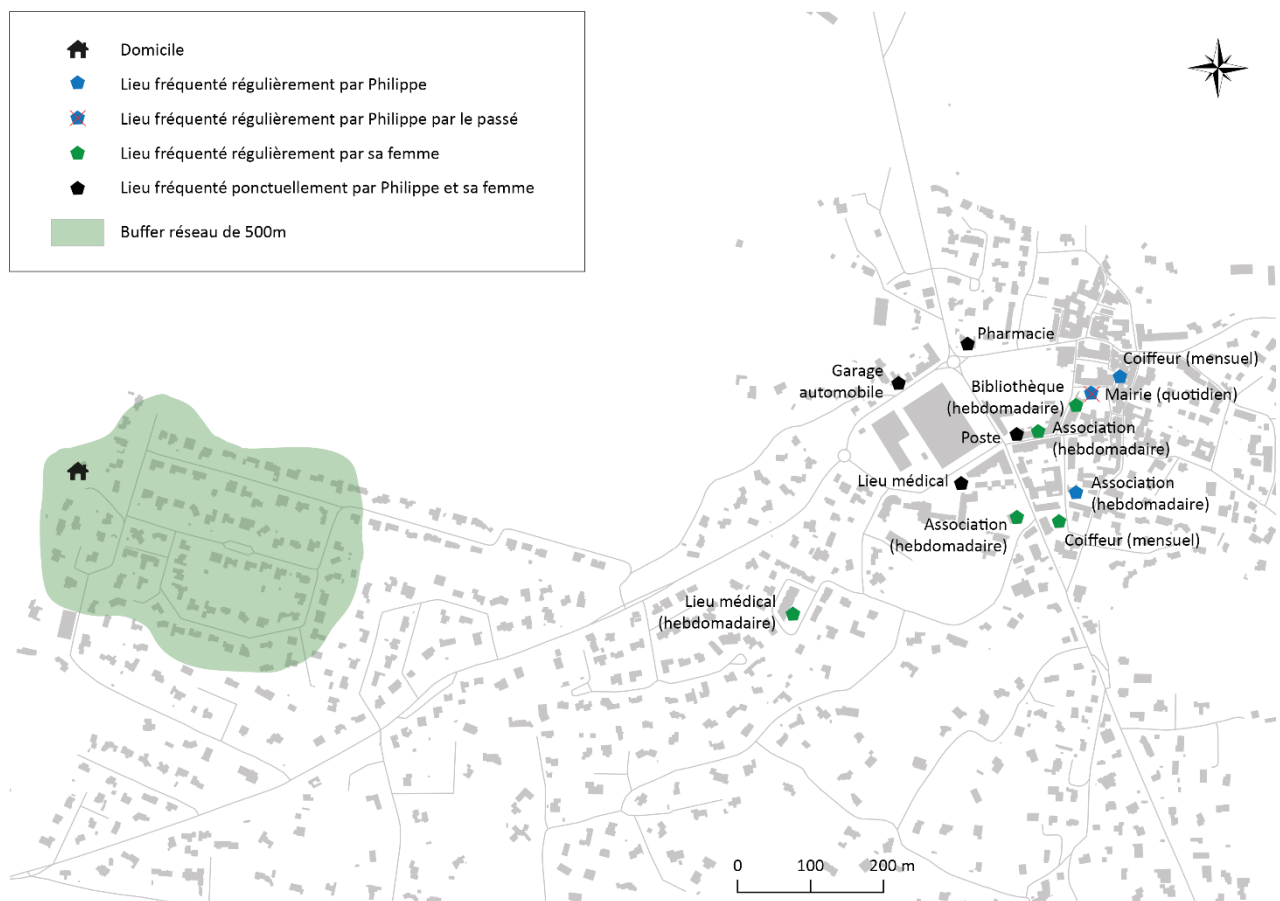 Domicile
Lieu fréquenté régulièrement par Philippe
Lieu fréquenté régulièrement par Philippe par le passé
Lieu fréquenté régulièrement par sa femme
Lieu fréquenté ponctuellement par Philippe et sa femme
Buffer réseau de 500m
Pharmacie
Garage
automobile
Coiffeur (mensuel)
Bibliothèque
(hebdomadaire)
Mairie (quotidien)
Poste
Association
(hebdomadaire)
Lieu médical
Association
(hebdomadaire)
Association
(hebdomadaire)
Coiffeur (mensuel)
Lieu médical
(hebdomadaire)
0 100 200 m